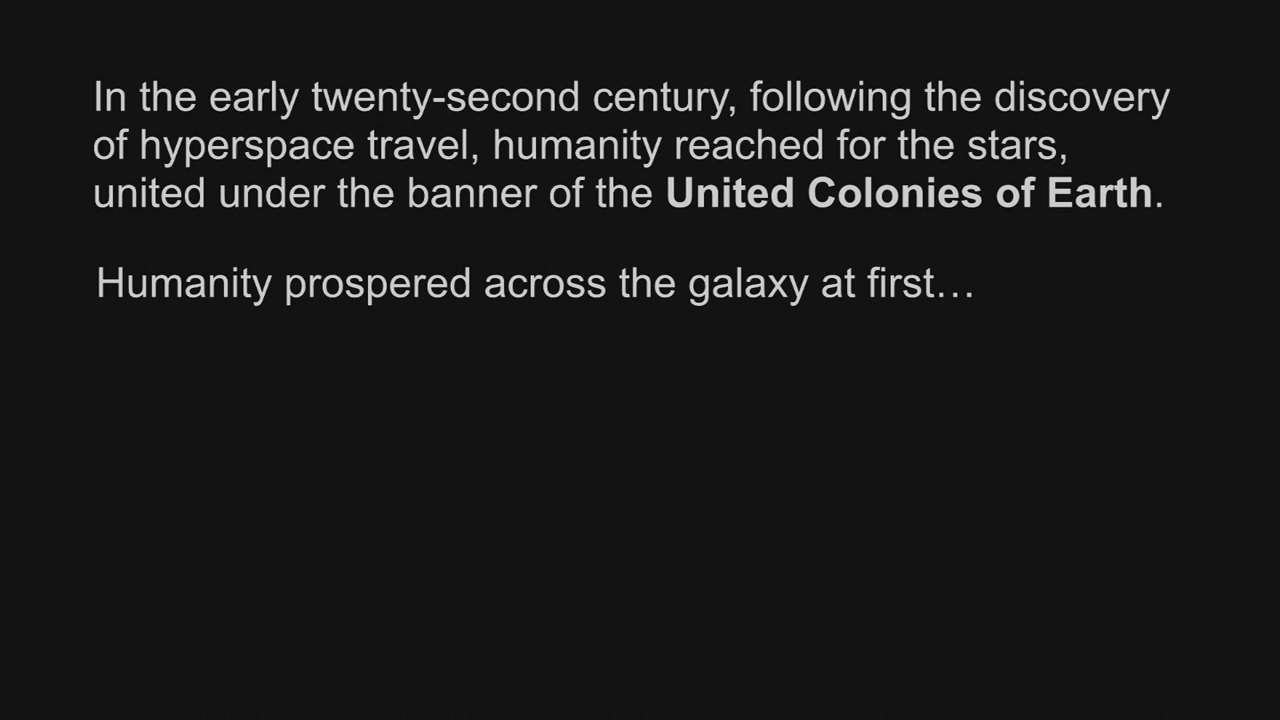 In the early twenty-second century, following the discovery
of hyperspace travel, humanity reached for the stars,
united under the banner of the United Colonies of Earth.
Humanity prospered across the galaxy at first…